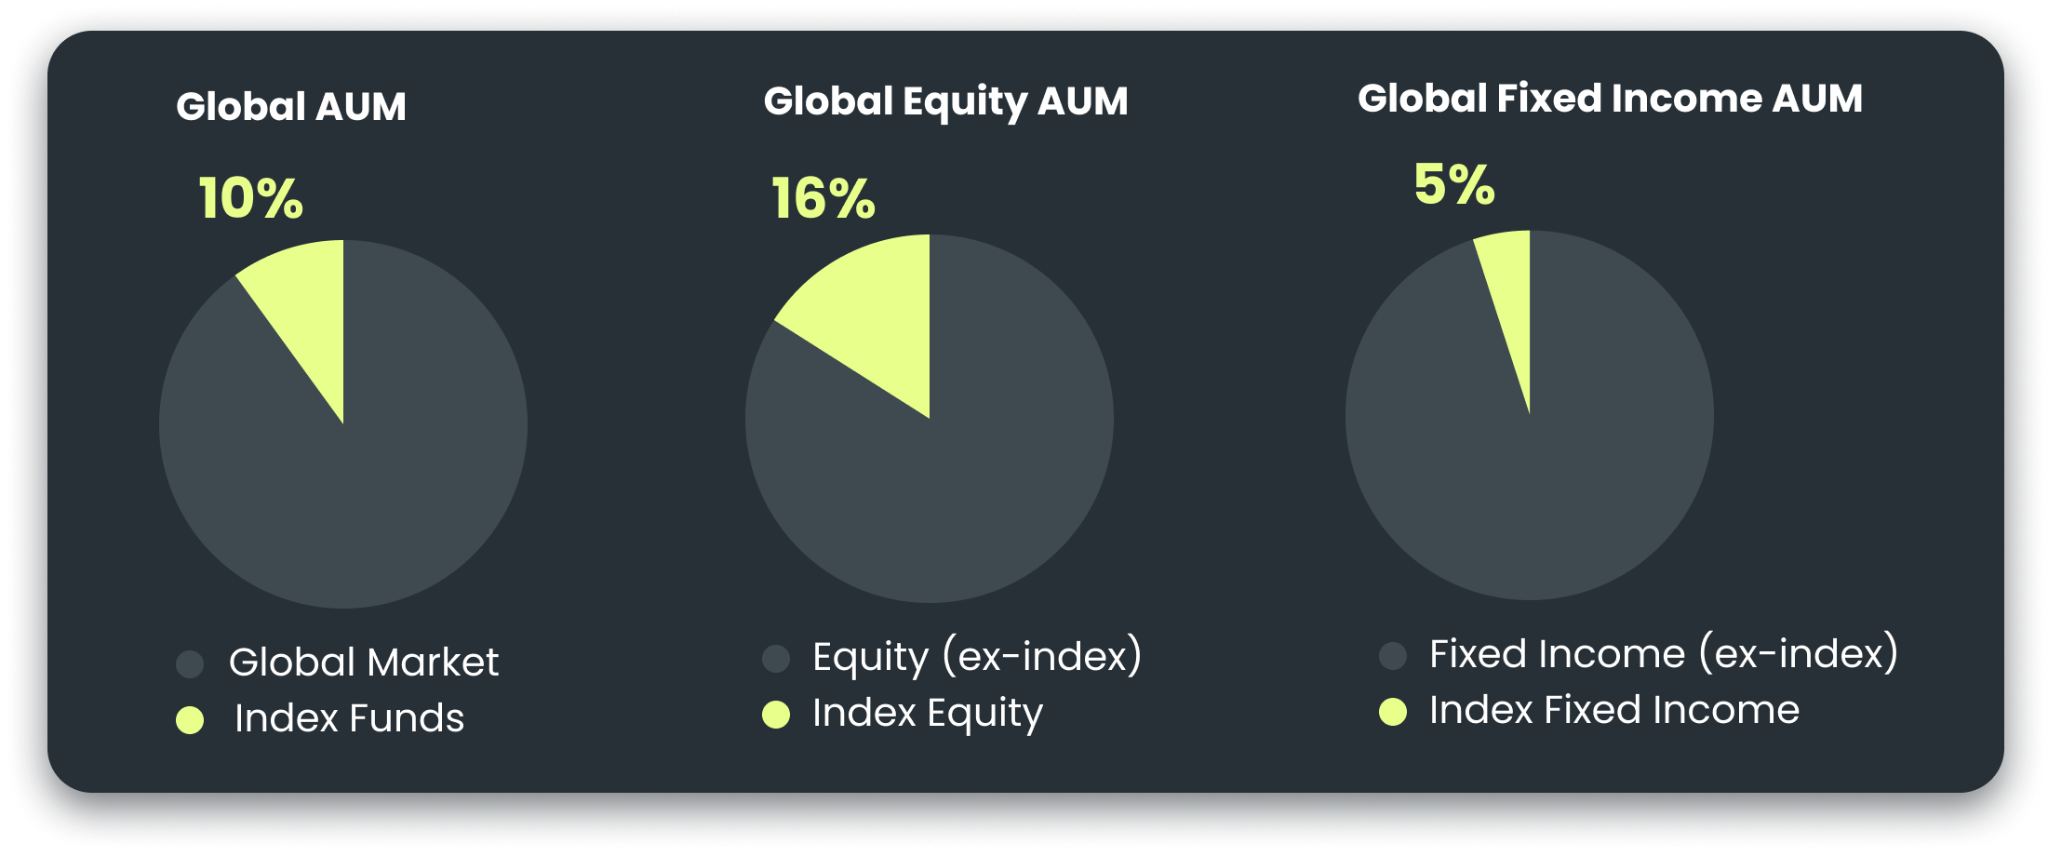 Global AUM
10%
Global Market
Index Funds
Global Equity AUM
16%
Equity (ex-index)
Index Equity
Global Fixed Income AUM
5%
Fixed Income (ex-index)
Index Fixed Income